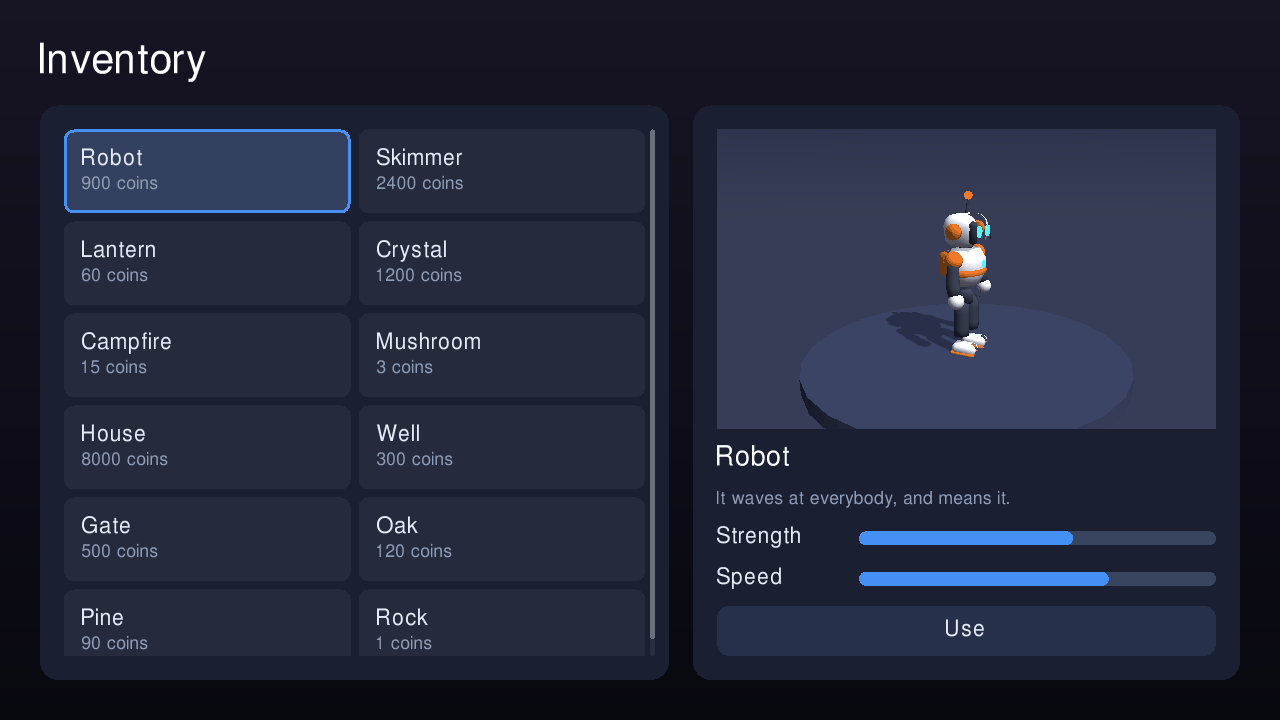 Inventory
Robot
900 coins
Skimmer
2400 coins
Lantern
60 coins
Crystal
1200 coins
Campfire
15 coins
Mushroom
3 coins
House
8000 coins
Well
300 coins
Gate
500 coins
Oak
120 coins
Pine
90 coins
Rock
1 coins
Robot
It waves at everybody, and means it.
Strength
Speed
Use